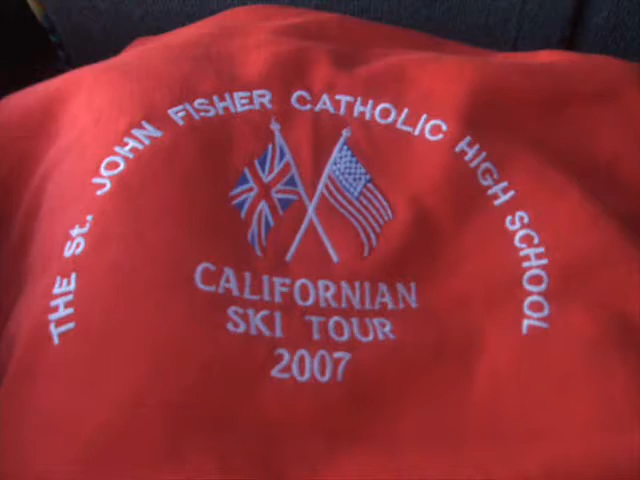 THE St. JOHN FISHER CATHOLIC HIGH SCHOOL
CALIFORNIAN
SKI TOUR
2007